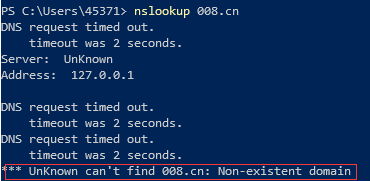 PS C:\Users\45371> nslookup 008.cn
DNS request timed out.
    timeout was 2 seconds.
Server:  UnKnown
Address:  127.0.0.1

DNS request timed out.
    timeout was 2 seconds.
DNS request timed out.
    timeout was 2 seconds.
*** UnKnown can't find 008.cn: Non-existent domain